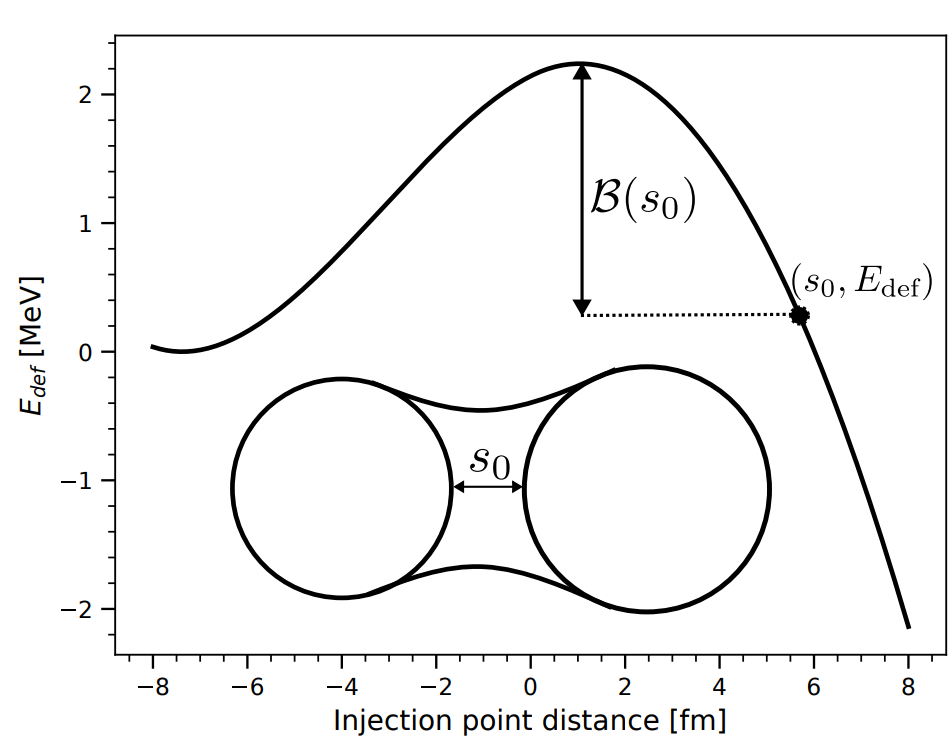 2
1
0
−1
−2
E_def [MeV]
ℬ(s₀)
(s₀, E_def)
s₀
−8 −6 −4 −2 0 2 4 6 8
Injection point distance [fm]